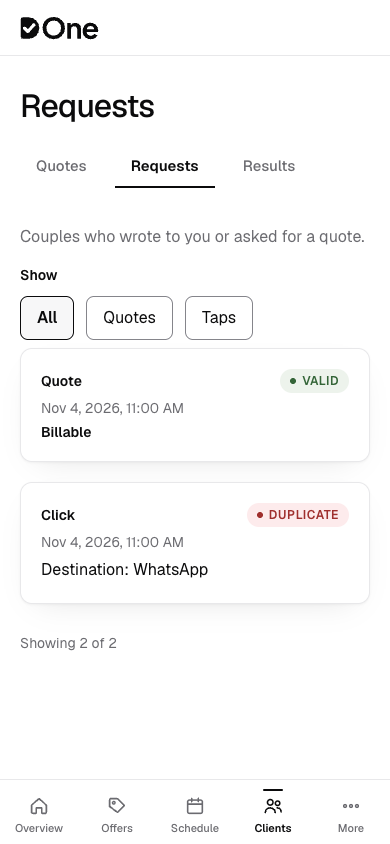 DOne
Requests
Quotes
Requests
Results
Couples who wrote to you or asked for a quote.
Show
All
Quotes
Taps
Quote
VALID
Nov 4, 2026, 11:00 AM
Billable
Click
DUPLICATE
Nov 4, 2026, 11:00 AM
Destination: WhatsApp
Showing 2 of 2
Overview
Offers
Schedule
Clients
More